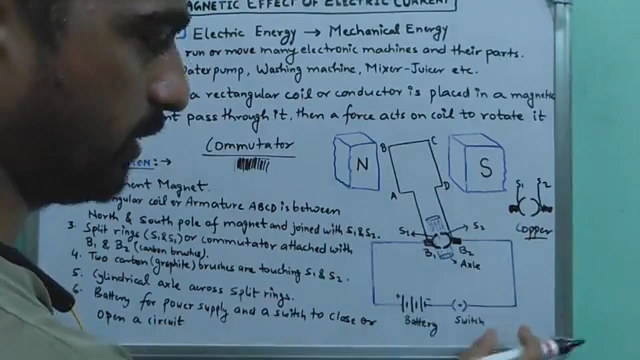 MAGNETIC EFFECT OF ELECTRIC CURRENT
Electric Energy → Mechanical Energy
run or move many electronic machines and their parts.
water pump, Washing machine, Mixer-Juicer etc.
a rectangular coil or conductor is placed in a magnetic
pass through it, then a force acts on coil to rotate it
Commutator
:→
Magnet.
coil or Armature ABCD is between
North & South pole of magnet and joined with S₁ & S₂.
3. Split rings (S₁ & S₂) or commutator attached with
B₁ & B₂ (carbon brushes).
4. Two carbon (graphite) brushes are touching S₁ & S₂.
5. Cylindrical axle across split rings.
6. Battery for power supply and a switch to close or
open a circuit
N
B
C
S
A
D
S₁
S₂
B₁
B₂
Axle
+
-
Battery
Switch
S₁
S₂
Copper